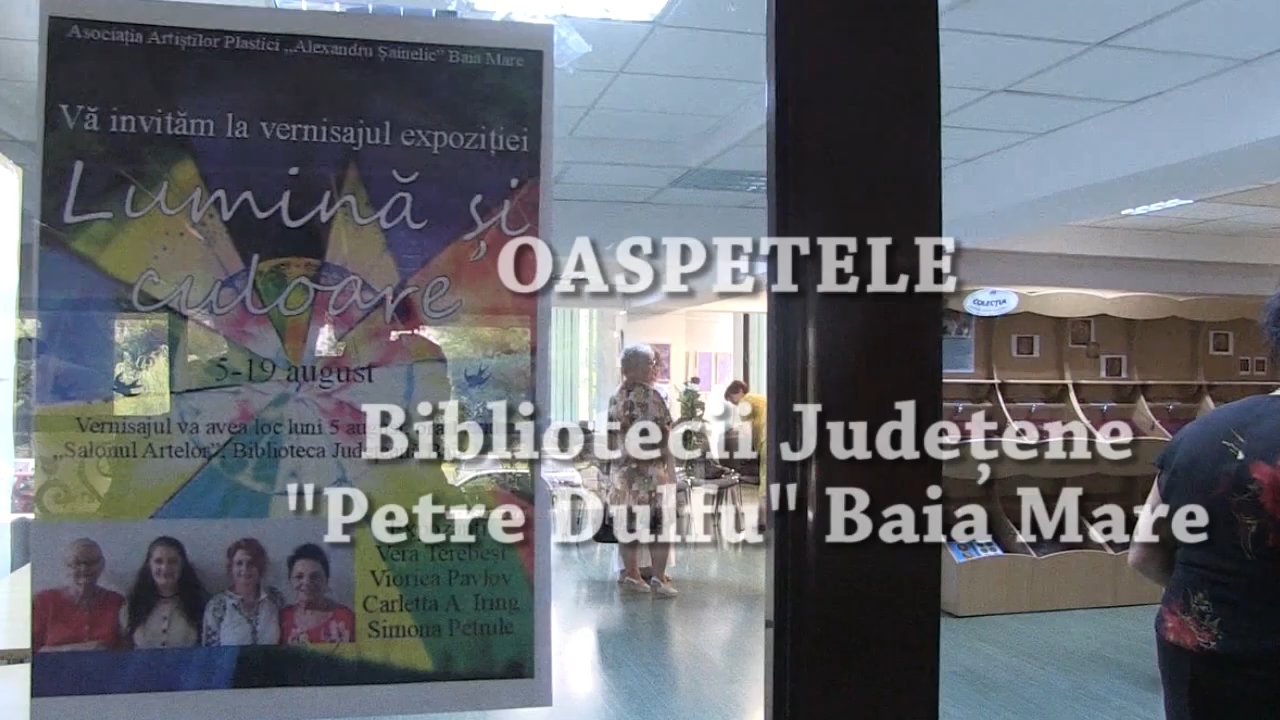 Asociația Artiștilor Plastici „Alexandru Șainelic” Baia Mare
Vă invităm la vernisajul expoziției
Lumină și
culoare
5-19 august
Vernisajul va avea loc luni 5
„Salonul Artelor”, Biblioteca
Vera Terebeși
Viorica Pavlov
Carletta A. Iring
Simona Petrule
OASPETELE
Bibliotecii Județene
"Petre Dulfu" Baia Mare
COLECȚIA